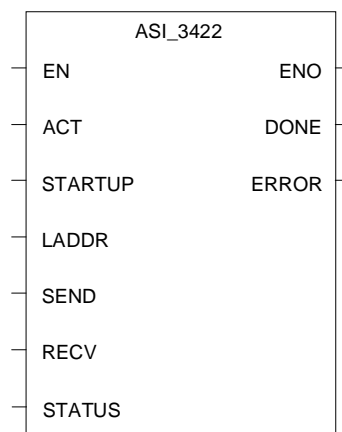 ASI_3422
EN ENO
ACT DONE
STARTUP ERROR
LADDR
SEND
RECV
STATUS